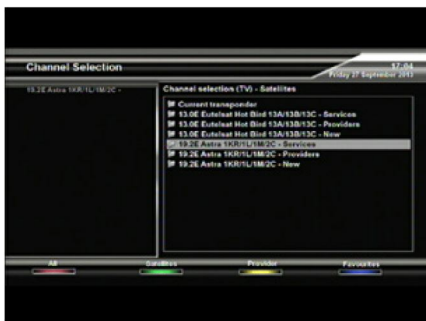 Channel Selection
17:04
Friday 27 September 2013
19.2E Astra 1KR/1L/1M/2C -
Channel selection (TV) - Satellites
Current transponder
13.0E Eutelsat Hot Bird 13A/13B/13C - Services
13.0E Eutelsat Hot Bird 13A/13B/13C - Providers
13.0E Eutelsat Hot Bird 13A/13B/13C - New
19.2E Astra 1KR/1L/1M/2C - Services
19.2E Astra 1KR/1L/1M/2C - Providers
19.2E Astra 1KR/1L/1M/2C - New
All Satellites Provider Favourites